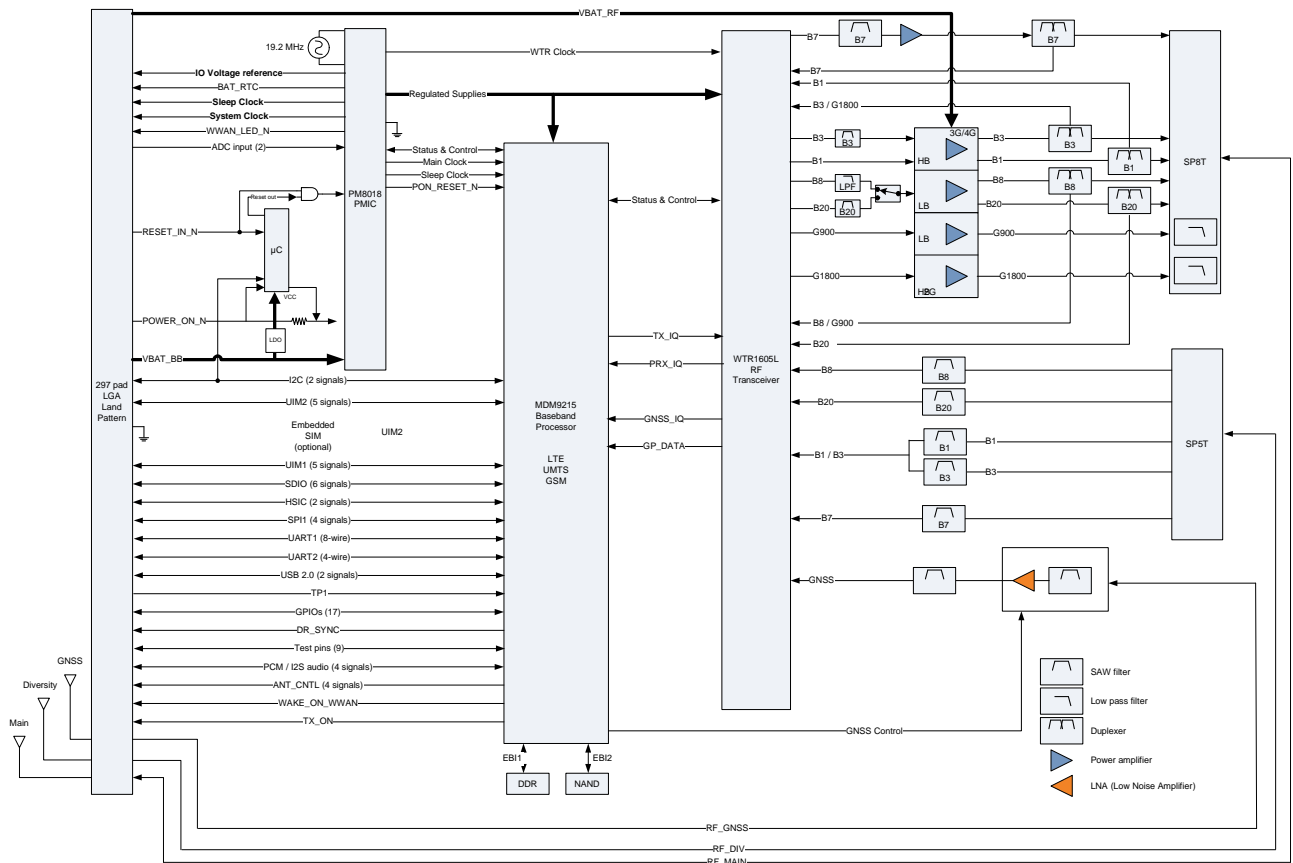 VBAT_RF
19.2 MHz
WTR Clock
IO Voltage reference
BAT_RTC
Sleep Clock
System Clock
WWAN_LED_N
ADC input (2)
Regulated Supplies
Status & Control
Main Clock
Sleep Clock
PON_RESET_N
PM8018
PMIC
Reset out
RESET_IN_N
µC
VCC
POWER_ON_N
LDO
VBAT_BB
297 pad
LGA
Land
Pattern
I2C (2 signals)
UIM2 (5 signals)
Embedded
SIM
(optional)
UIM2
UIM1 (5 signals)
SDIO (6 signals)
HSIC (2 signals)
SPI1 (4 signals)
UART1 (8-wire)
UART2 (4-wire)
USB 2.0 (2 signals)
TP1
GPIOs (17)
DR_SYNC
Test pins (9)
PCM / I2S audio (4 signals)
ANT_CNTL (4 signals)
WAKE_ON_WWAN
TX_ON
GNSS
Diversity
Main
MDM9215
Baseband
Processor
LTE
UMTS
GSM
EBI1
EBI2
DDR
NAND
Status & Control
TX_IQ
PRX_IQ
GNSS_IQ
GP_DATA
WTR1605L
RF
Transceiver
B7
B7
B7
B7
B1
B3 / G1800
3G/4G
B3
B3
B3
B3
B1
HB
B1
B1
B8
LPF
B8
B8
B20
B20
LB
B20
B20
G900
LB
G900
G1800
HB
2G
G1800
SP8T
B8 / G900
B20
B8
B8
B20
B20
B1
B1
B1 / B3
B3
B3
B7
B7
SP5T
GNSS
GNSS Control
SAW filter
Low pass filter
Duplexer
Power amplifier
LNA (Low Noise Amplifier)
RF_GNSS
RF_DIV
RF_MAIN